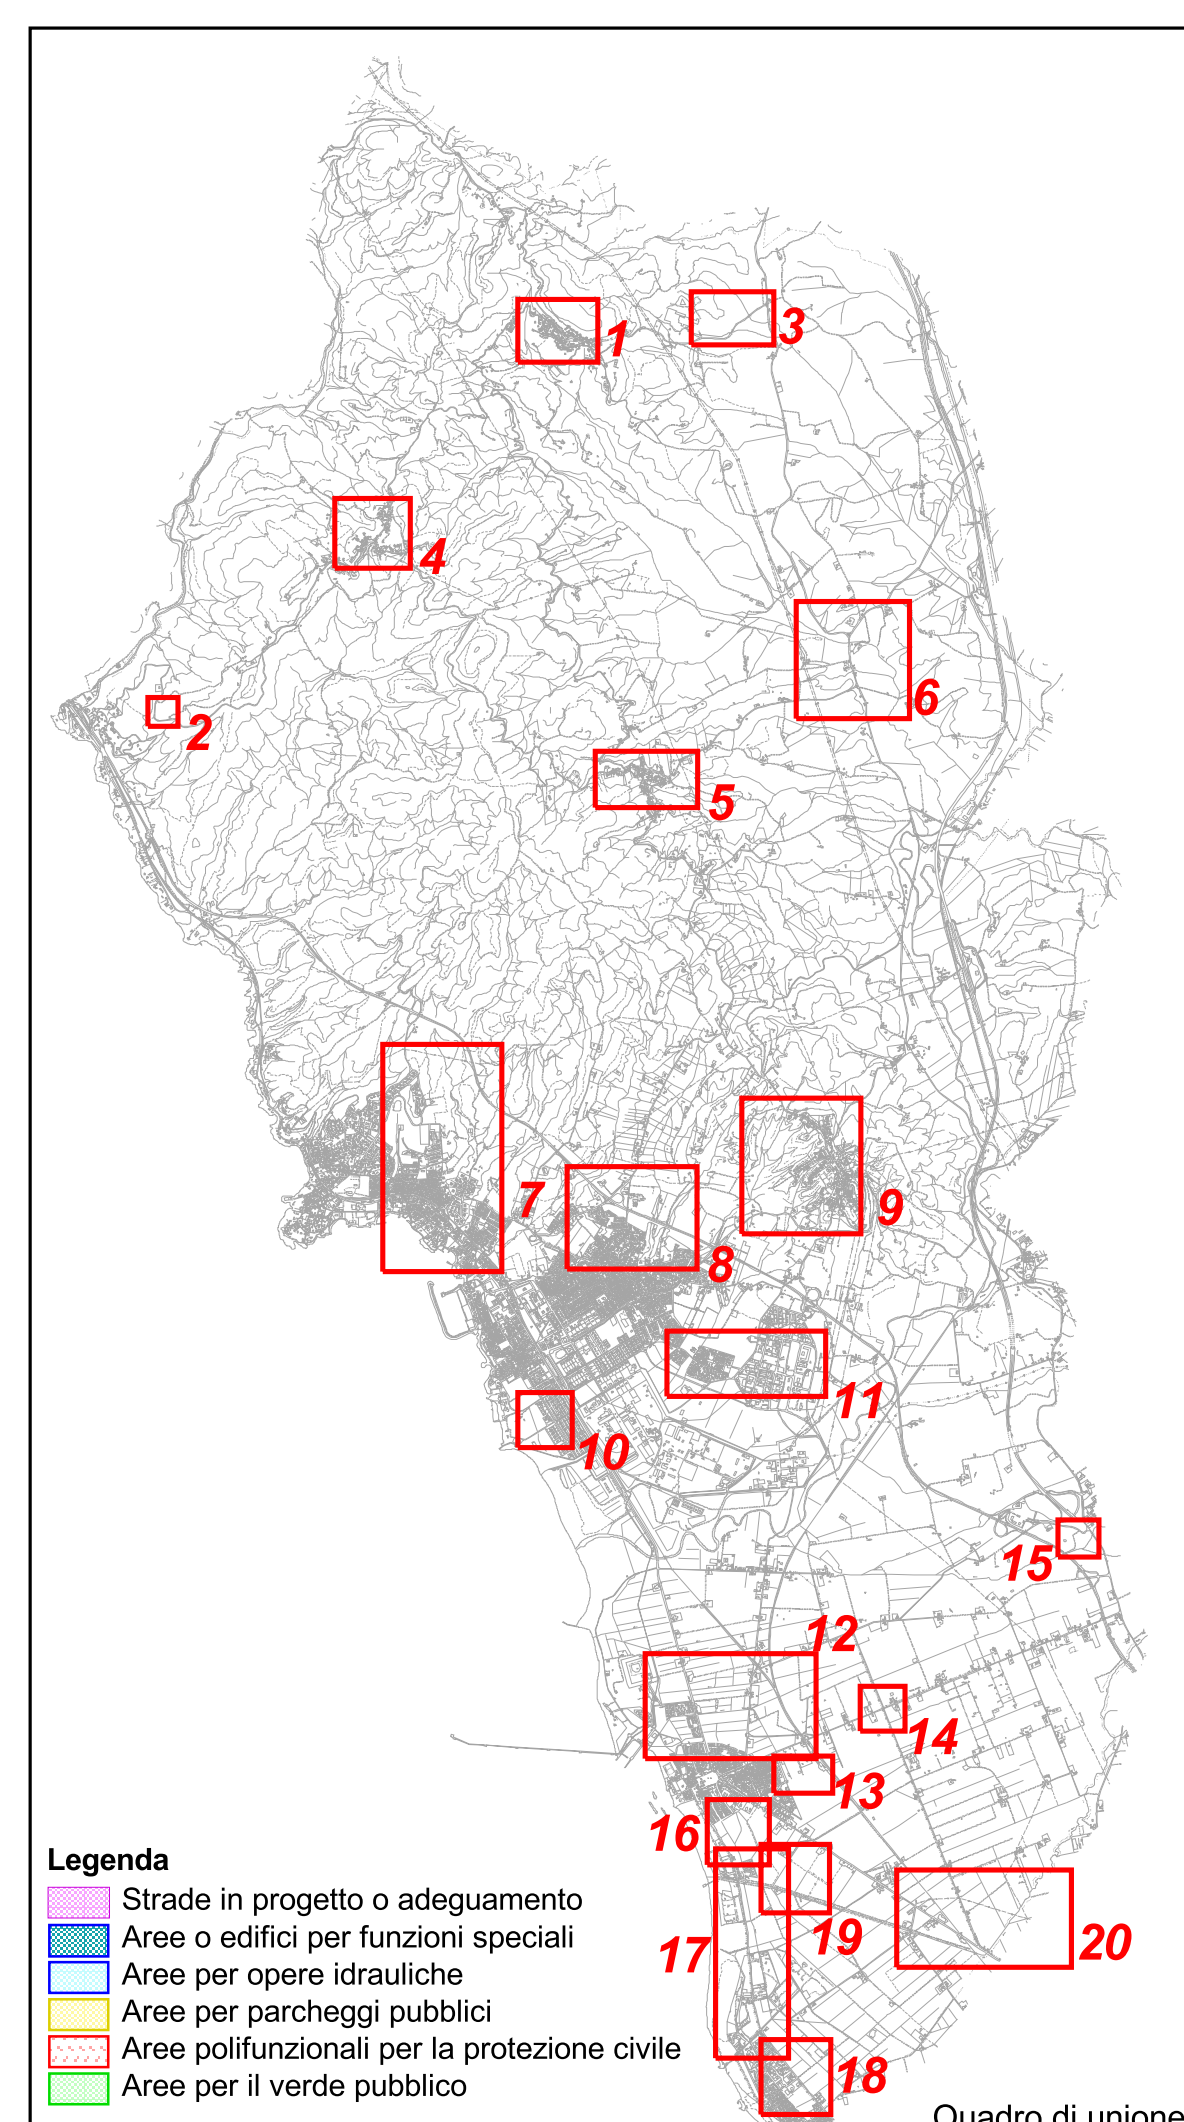 1
3
4
6
2
5
7
9
8
11
10
15
12
14
13
16
19
20
17
18
Legenda
Strade in progetto o adeguamento
Aree o edifici per funzioni speciali
Aree per opere idrauliche
Aree per parcheggi pubblici
Aree polifunzionali per la protezione civile
Aree per il verde pubblico
Quadro di unione